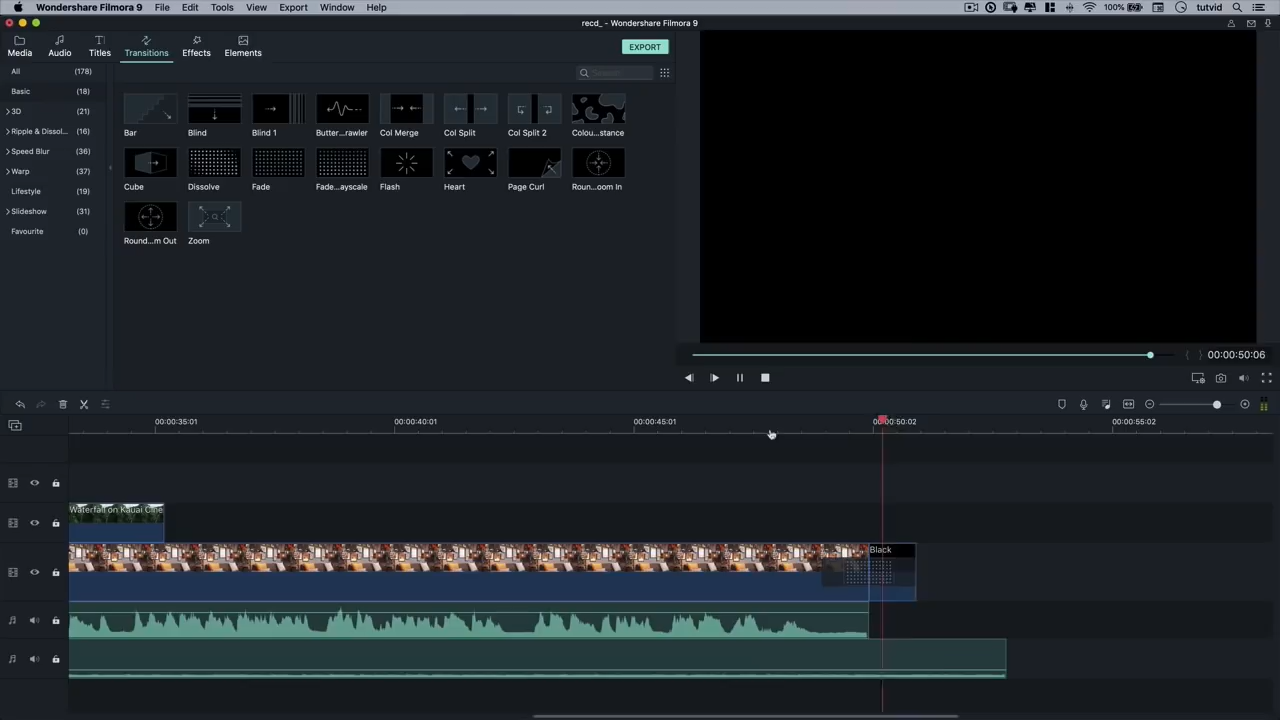 Wondershare Filmora 9 File Edit Tools View Export Window Help 100% tutvid
recd_ - Wondershare Filmora 9
Media Audio Titles Transitions Effects Elements EXPORT
All (178)
Search
Basic (18)
3D (21)
Ripple & Dissol... (16)
Speed Blur (36)
Warp (37)
Lifestyle (19)
Slideshow (31)
Favourite (0)
Bar Blind Blind 1 Butter...rawler Col Merge Col Split Col Split 2 Colou...stance
Cube Dissolve Fade Fade...ayscale Flash Heart Page Curl Roun...oom In
Round...m Out Zoom
00:00:50:06
00:00:35:01 00:00:40:01 00:00:45:01 00:00:50:02 00:00:55:02
Waterfall on Kauai Cine
Black